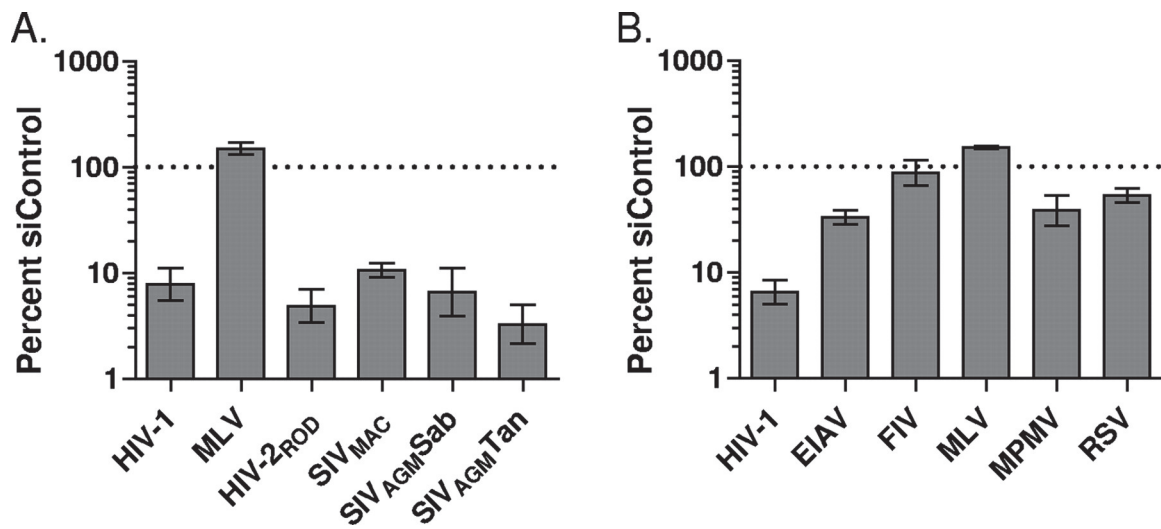 A.
Percent siControl
1000
100
10
1
HIV-1
MLV
HIV-2ROD
SIVMAC
SIVAGMSab
SIVAGMTan
B.
Percent siControl
1000
100
10
1
HIV-1
EIAV
FIV
MLV
MPMV
RSV